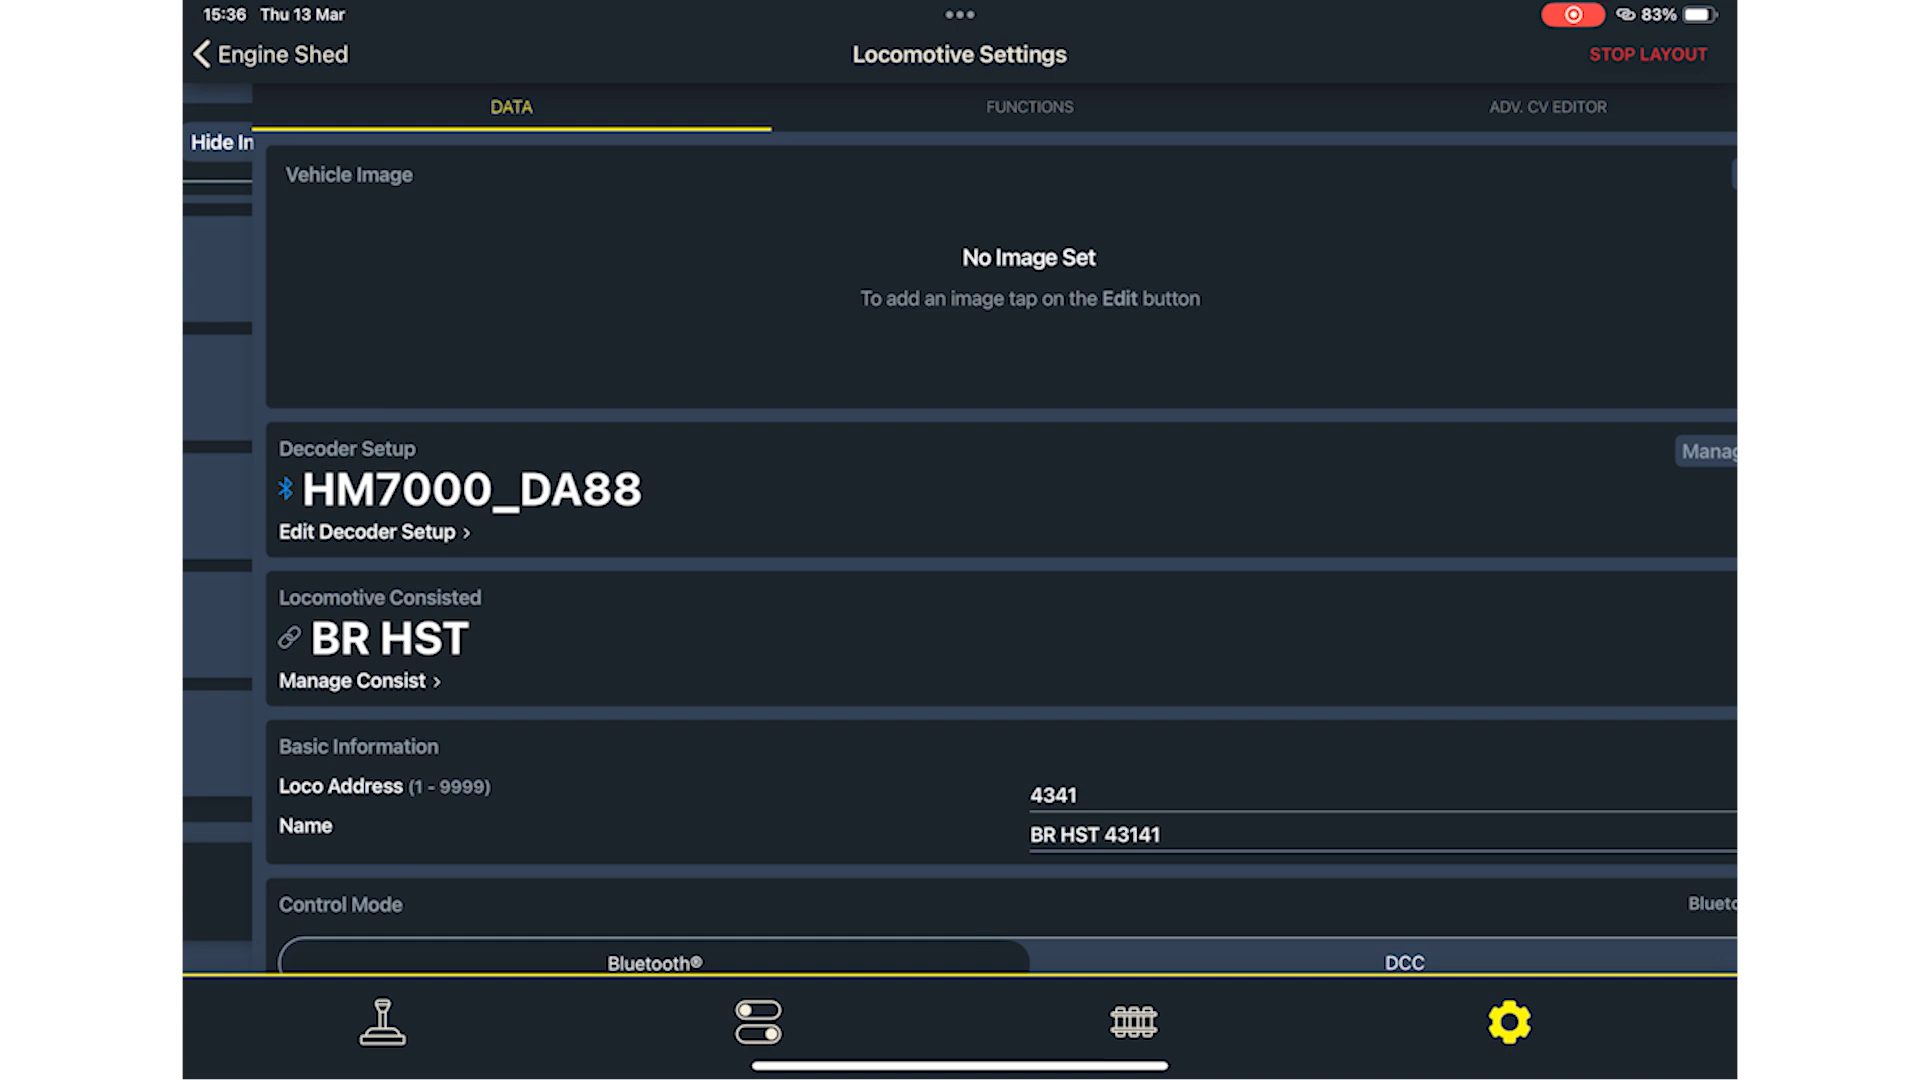 15:36 Thu 13 Mar
83%
Engine Shed
Locomotive Settings
STOP LAYOUT
DATA
FUNCTIONS
ADV. CV EDITOR
Hide In
Vehicle Image
No Image Set
To add an image tap on the Edit button
Decoder Setup
Manag
HM7000_DA88
Edit Decoder Setup >
Locomotive Consisted
BR HST
Manage Consist >
Basic Information
Loco Address (1 - 9999)
4341
Name
BR HST 43141
Control Mode
Blueto
Bluetooth®
DCC